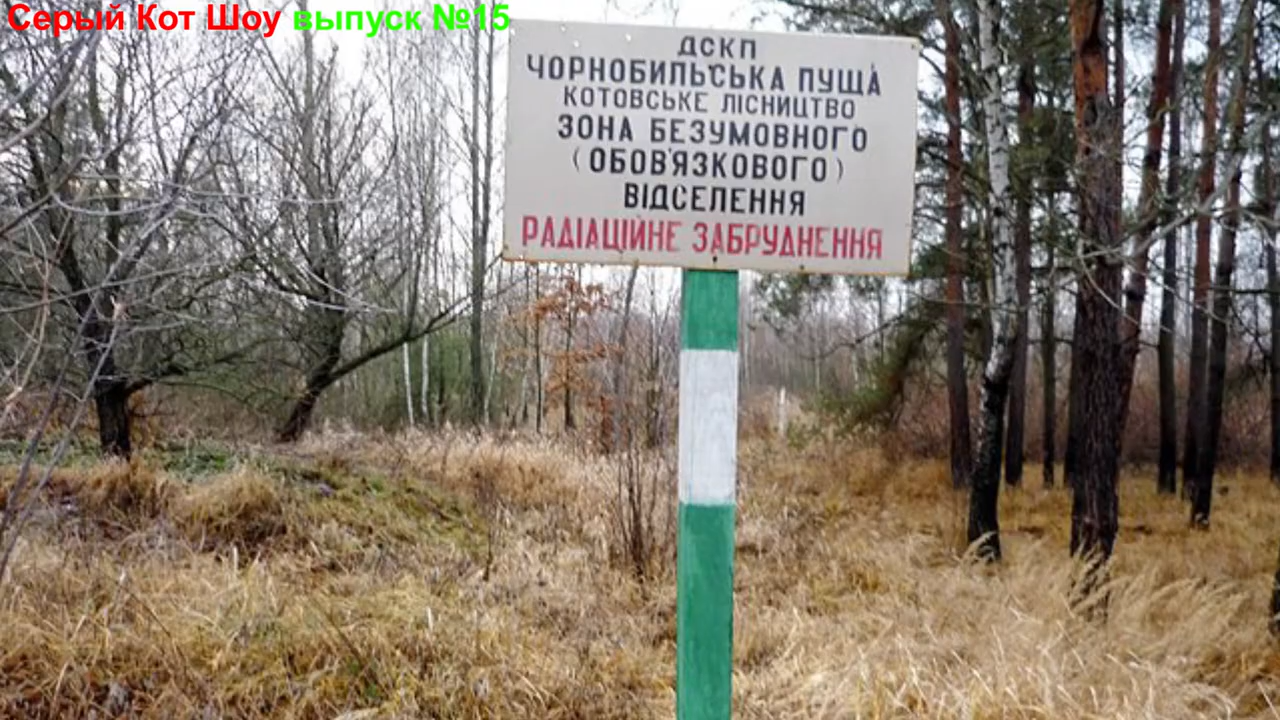 Серый Кот Шоу выпуск №15
ДСКП
ЧОРНОБИЛЬСЬКА ПУЩА
КОТОВСЬКЕ ЛІСНИЦТВО
ЗОНА БЕЗУМОВНОГО
(ОБОВ'ЯЗКОВОГО)
ВІДСЕЛЕННЯ
РАДІАЦІЙНЕ ЗАБРУДНЕННЯ